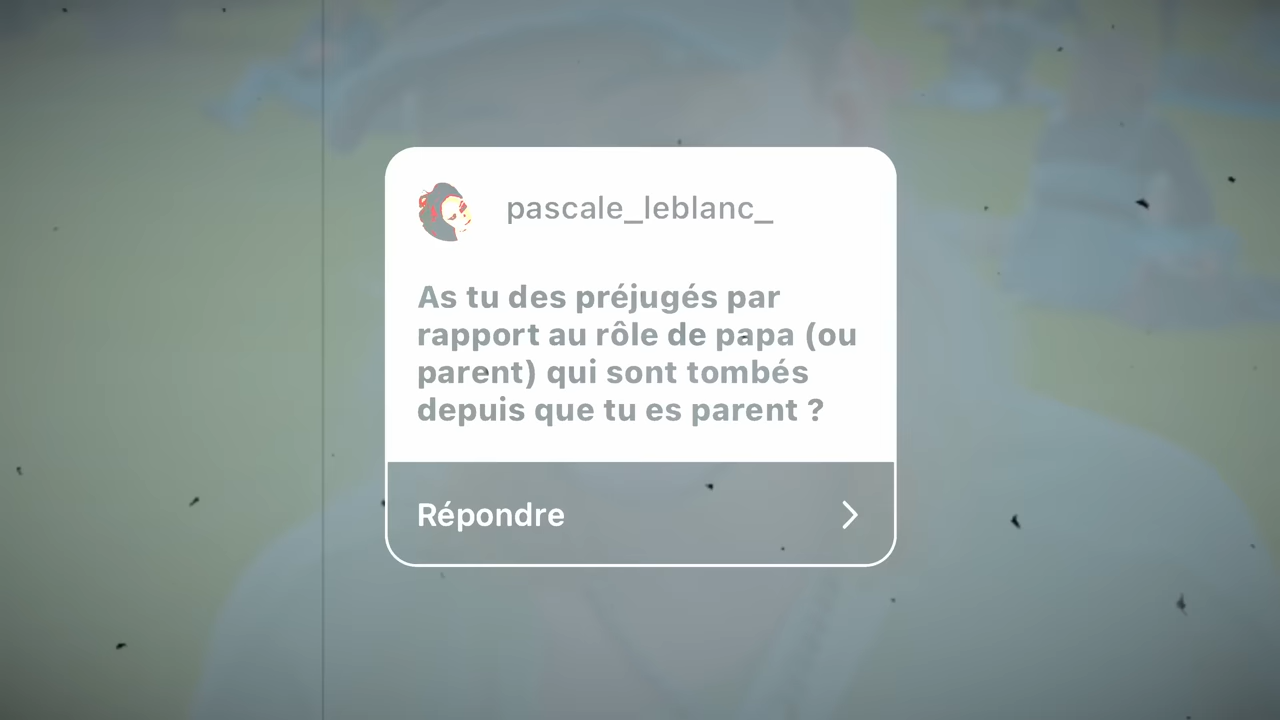 pascale_leblanc_
As tu des préjugés par
rapport au rôle de papa (ou
parent) qui sont tombés
depuis que tu es parent ?
Répondre